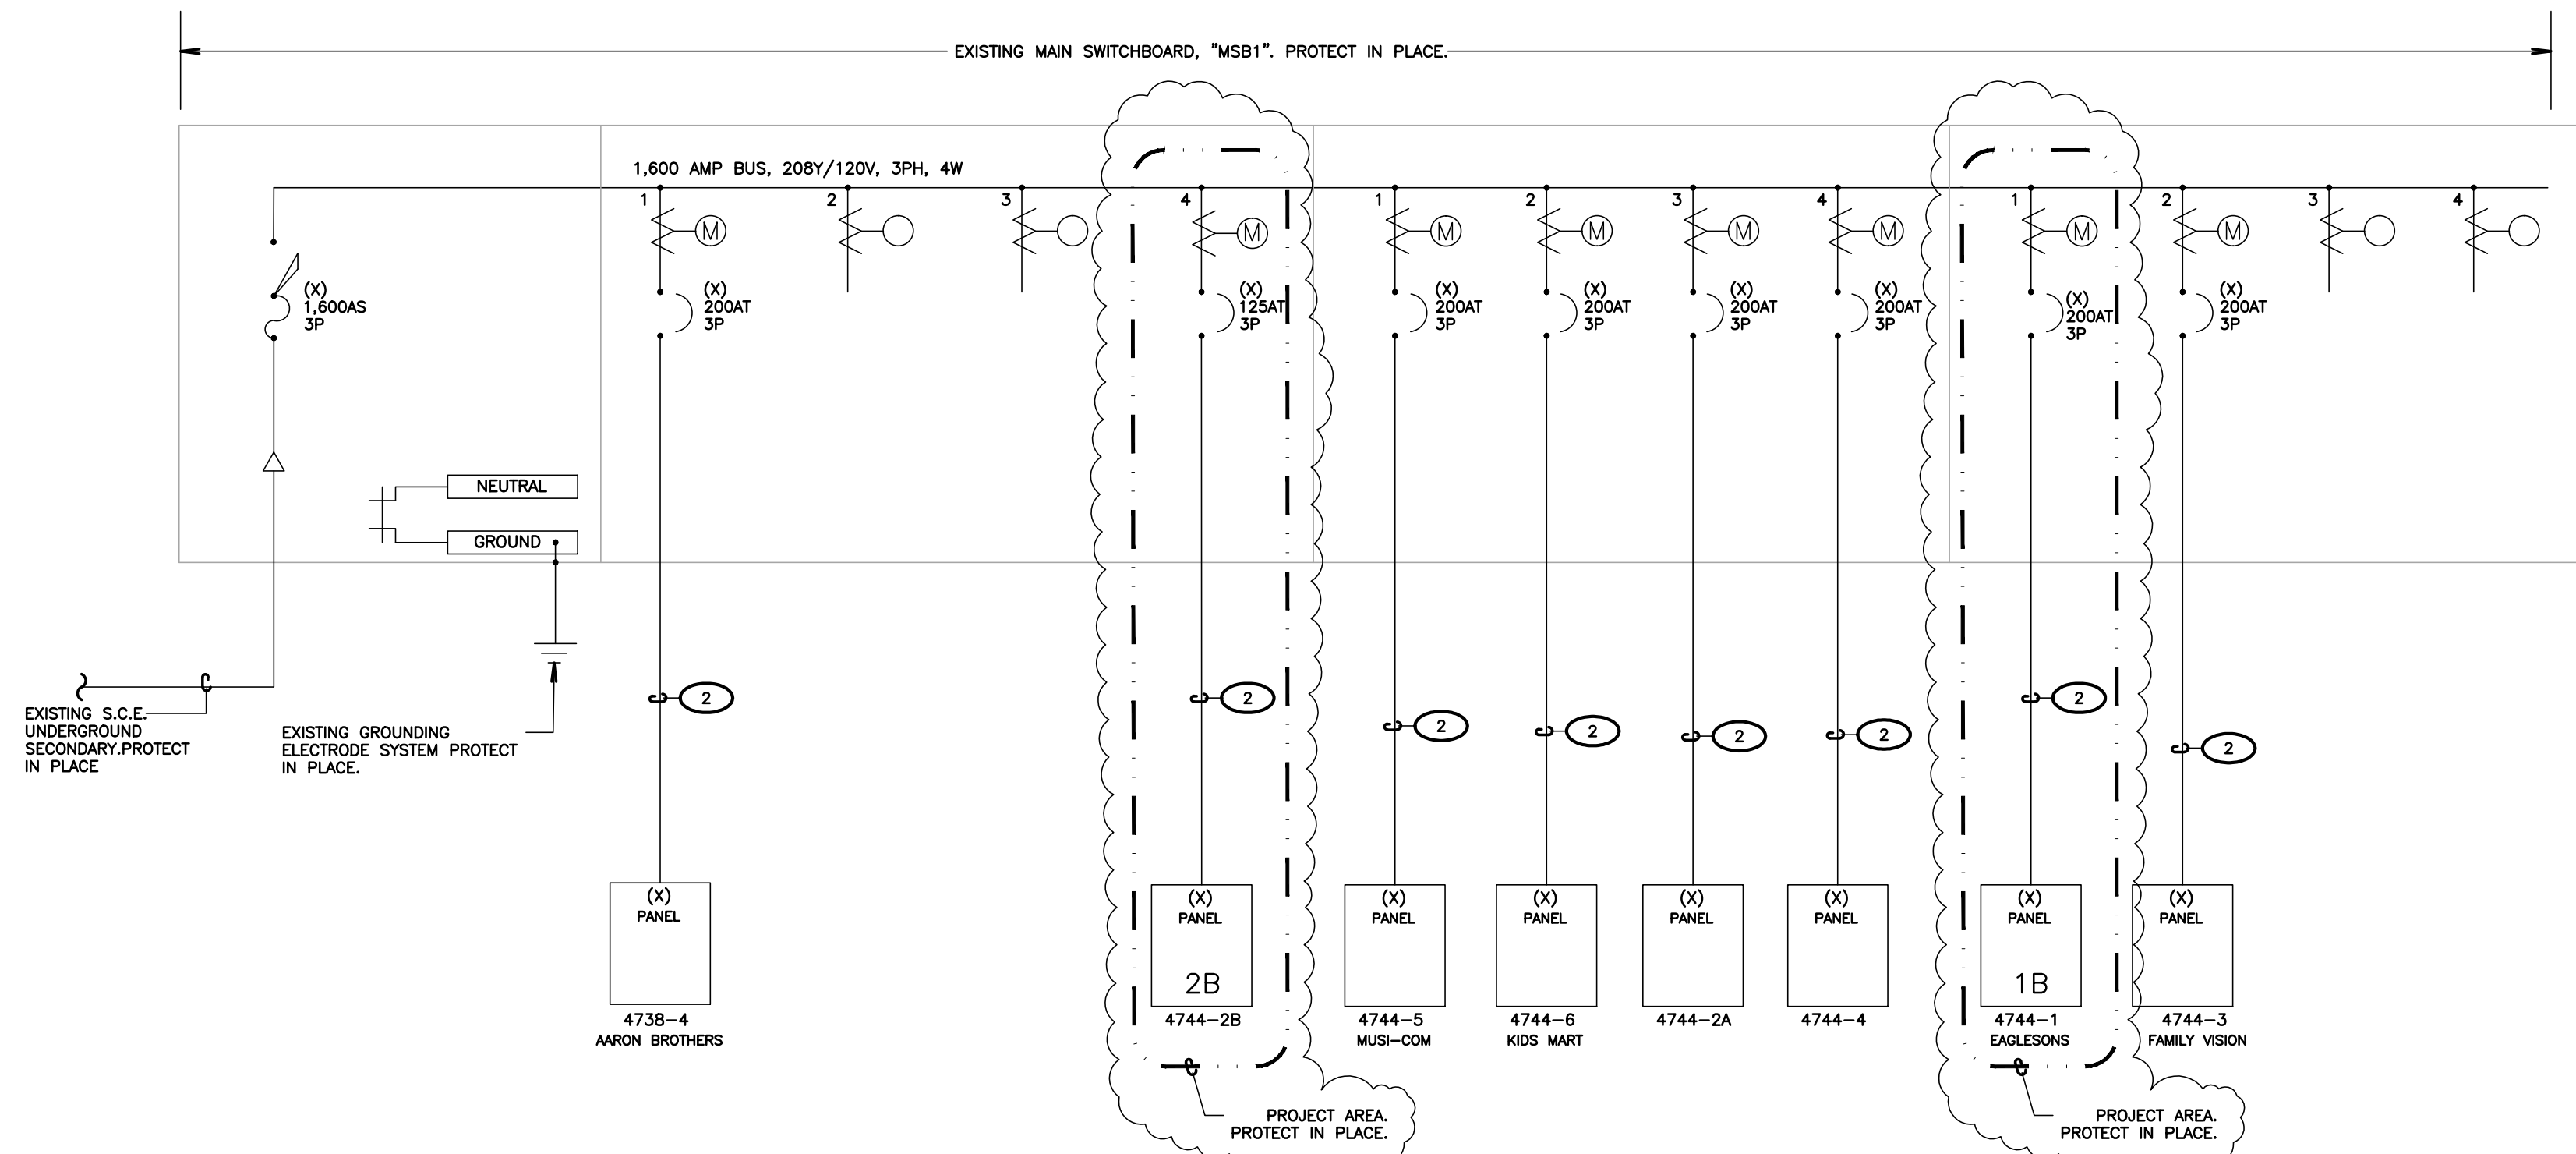 EXISTING MAIN SWITCHBOARD, "MSB1". PROTECT IN PLACE.
1,600 AMP BUS, 208Y/120V, 3PH, 4W
1 2 3 4 1 2 3 4 1 2 3 4
M M M M M M M M
(X)
1,600AS
3P
(X)
200AT
3P
(X)
125AT
3P
(X)
200AT
3P
(X)
200AT
3P
(X)
200AT
3P
(X)
200AT
3P
(X)
200AT
3P
(X)
200AT
3P
NEUTRAL
GROUND
EXISTING S.C.E.
UNDERGROUND
SECONDARY.PROTECT
IN PLACE
EXISTING GROUNDING
ELECTRODE SYSTEM PROTECT
IN PLACE.
2 2 2 2 2 2 2 2
(X)
PANEL
4738-4
AARON BROTHERS
(X)
PANEL
2B
4744-2B
(X)
PANEL
4744-5
MUSI-COM
(X)
PANEL
4744-6
KIDS MART
(X)
PANEL
4744-2A
(X)
PANEL
4744-4
(X)
PANEL
1B
4744-1
EAGLESONS
(X)
PANEL
4744-3
FAMILY VISION
PROJECT AREA.
PROTECT IN PLACE.
PROJECT AREA.
PROTECT IN PLACE.